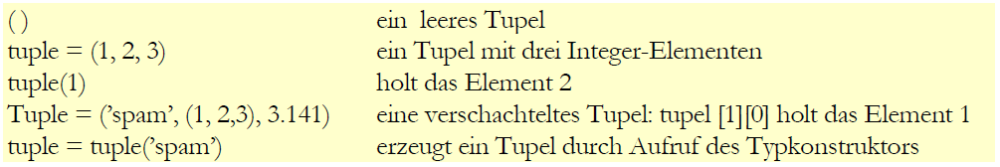 ( ) ein leeres Tupel
tuple = (1, 2, 3) ein Tupel mit drei Integer-Elementen
tuple(1) holt das Element 2
Tuple = (’spam’, (1, 2,3), 3.141) eine verschachteltes Tupel: tupel [1][0] holt das Element 1
tuple = tuple(’spam’) erzeugt ein Tupel durch Aufruf des Typkonstruktors